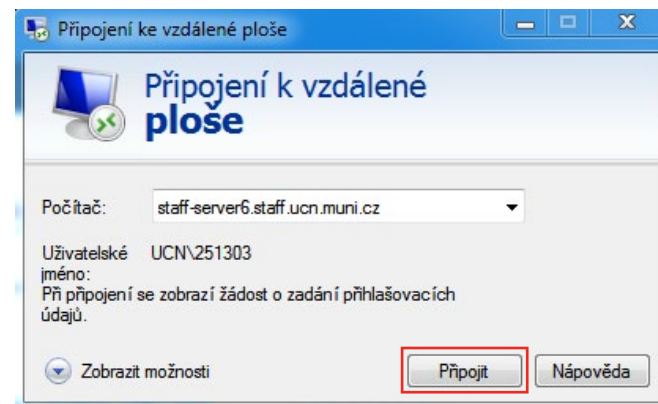 Připojení ke vzdálené ploše
Připojení k vzdálené
ploše
Počítač: staff-server6.staff.ucn.muni.cz
Uživatelské UCN\251303
jméno:
Při připojení se zobrazí žádost o zadání přihlašovacích
údajů.
Zobrazit možnosti Připojit Nápověda